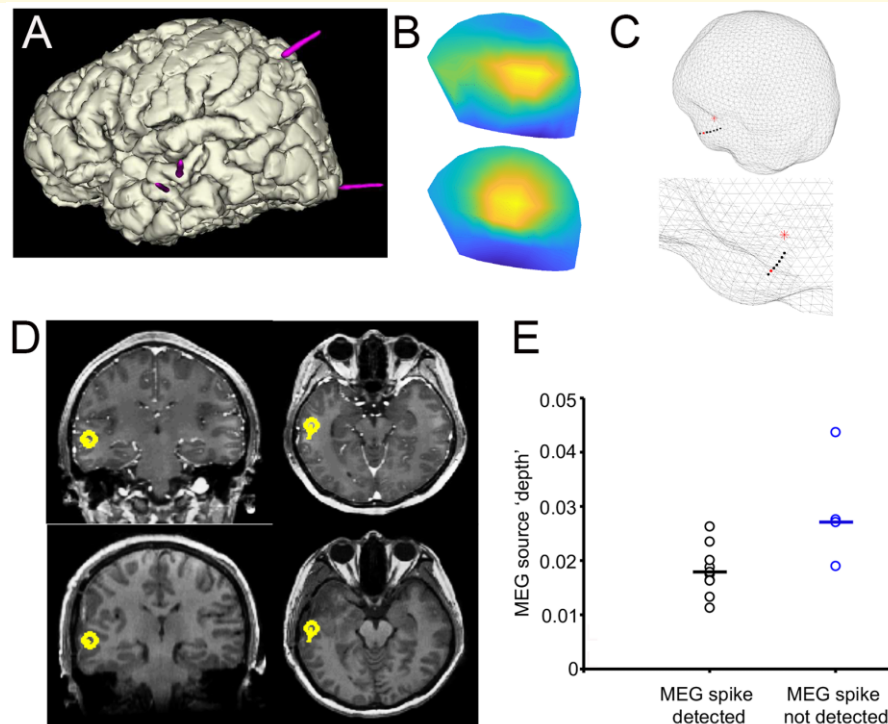 A
B
C
D
E
0.05
0.04
0.03
0.02
0.01
0
MEG source 'depth'
MEG spike
detected
MEG spike
not detected